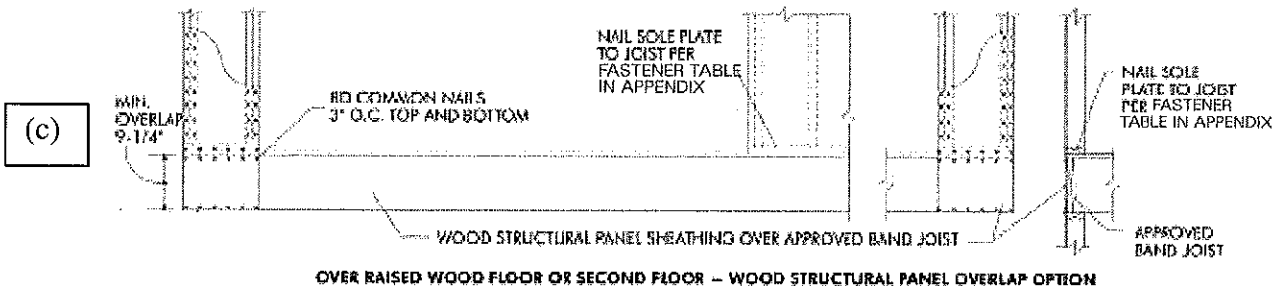 (c)
MIN.
OVERLAP
9-1/4"
8D COMMON NAILS
3" O.C. TOP AND BOTTOM
NAIL SOLE PLATE
TO JOIST PER
FASTENER TABLE
IN APPENDIX
NAIL SOLE
PLATE TO JOIST
PER FASTENER
TABLE IN APPENDIX
WOOD STRUCTURAL PANEL SHEATHING OVER APPROVED BAND JOIST
APPROVED
BAND JOIST
OVER RAISED WOOD FLOOR OR SECOND FLOOR – WOOD STRUCTURAL PANEL OVERLAP OPTION